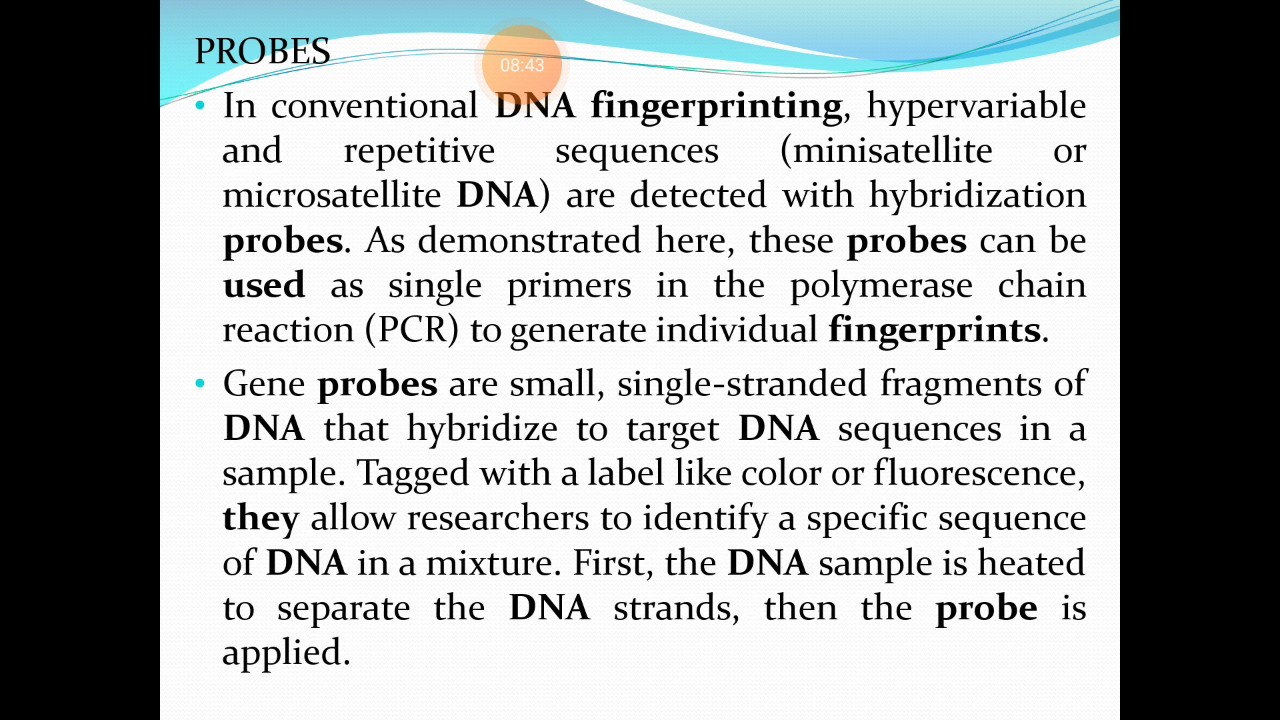 PROBES
08:43
• In conventional DNA fingerprinting, hypervariable
and repetitive sequences (minisatellite or
microsatellite DNA) are detected with hybridization
probes. As demonstrated here, these probes can be
used as single primers in the polymerase chain
reaction (PCR) to generate individual fingerprints.
• Gene probes are small, single-stranded fragments of
DNA that hybridize to target DNA sequences in a
sample. Tagged with a label like color or fluorescence,
they allow researchers to identify a specific sequence
of DNA in a mixture. First, the DNA sample is heated
to separate the DNA strands, then the probe is
applied.